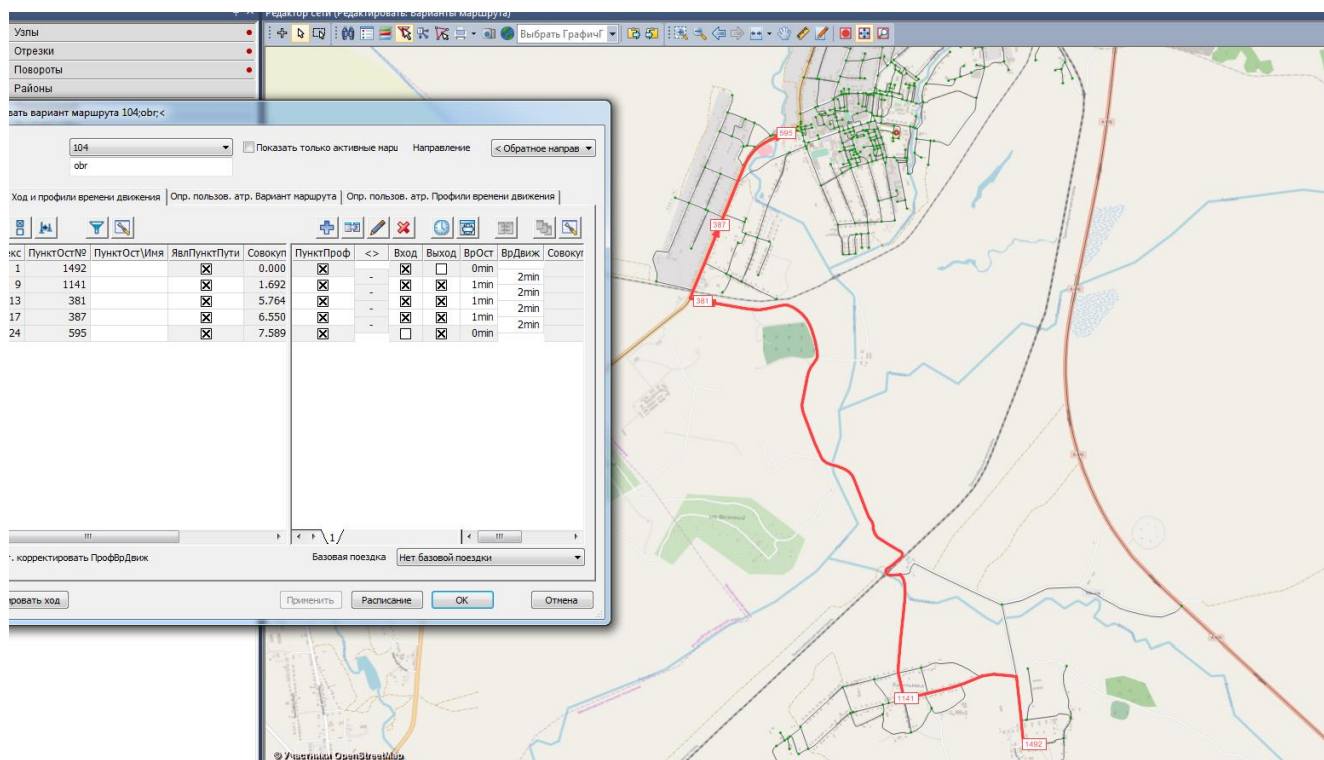 Редактор сети (Редактировать: Варианты маршрута)
Узлы
Отрезки
Повороты
Районы
Выбрать ГрафичГ
вать вариант маршрута 104;obr;<
104
Показать только активные марш
Направление
< Обратное направ
obr
Ход и профили времени движения
Опр. пользов. атр. Вариант маршрута
Опр. пользов. атр. Профили времени движения
екс ПунктОст№ ПунктОст\Имя ЯвлПунктПути Совокуп ПунктПроф <> Вход Выход ВрОст ВрДвиж Совокуп
1 1492 0.000 0min
- 2min
9 1141 1.692 1min
- 2min
13 381 5.764 1min
- 2min
17 387 6.550 1min
- 2min
24 595 7.589 0min
1
т. корректировать ПрофВрДвиж
Базовая поездка
Нет базовой поездки
ировать ход
Применить
Расписание
OK
Отмена
595
387
381
1141
1492
© Участники OpenStreetMap